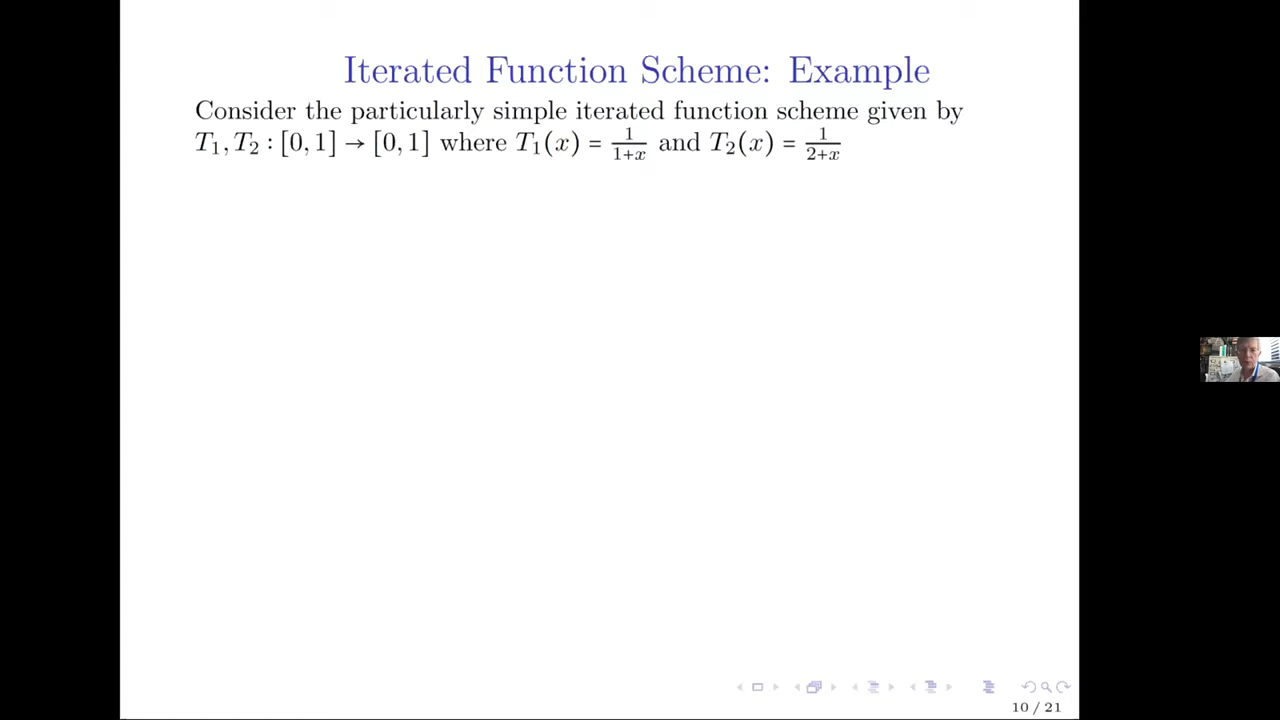 Iterated Function Scheme: Example
Consider the particularly simple iterated function scheme given by
T₁, T₂ : [0, 1] → [0, 1] where T₁(x) = 1/(1+x) and T₂(x) = 1/(2+x)
10 / 21